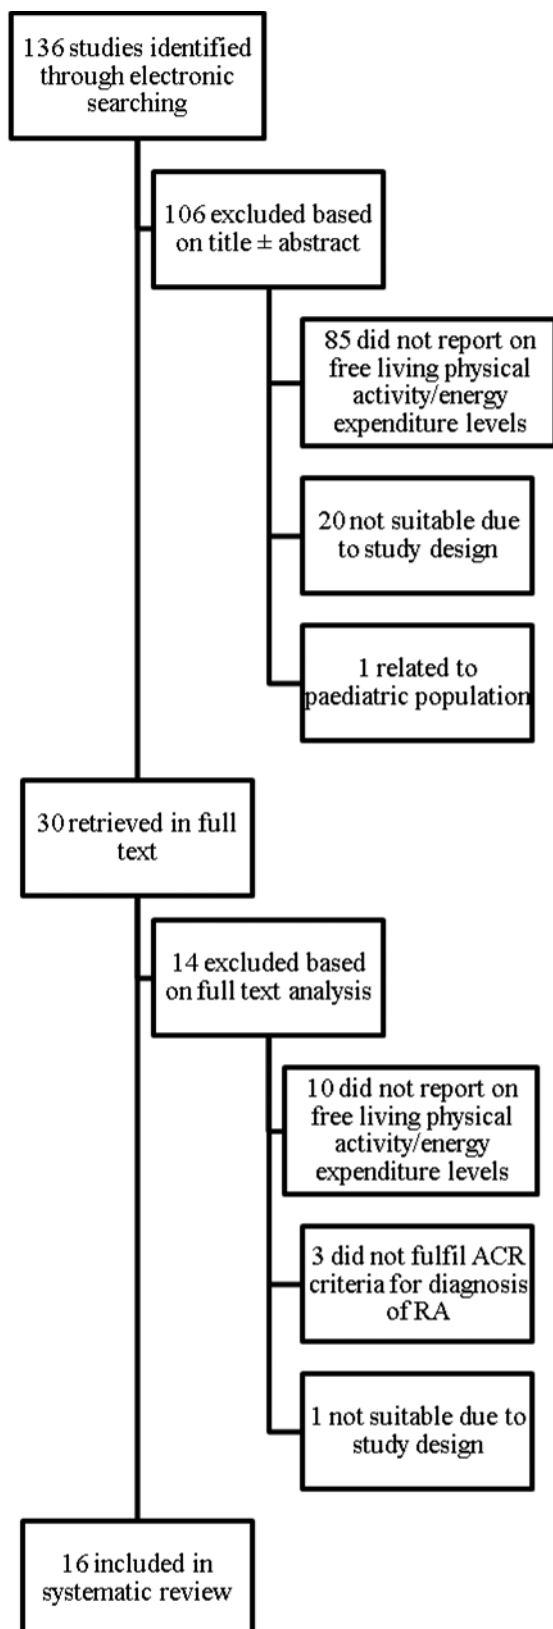 136 studies identified
through electronic
searching
106 excluded based
on title ± abstract
85 did not report on
free living physical
activity/energy
expenditure levels
20 not suitable due
to study design
1 related to
paediatric population
30 retrieved in full
text
14 excluded based
on full text analysis
10 did not report on
free living physical
activity/energy
expenditure levels
3 did not fulfil ACR
criteria for diagnosis
of RA
1 not suitable due to
study design
16 included in
systematic review